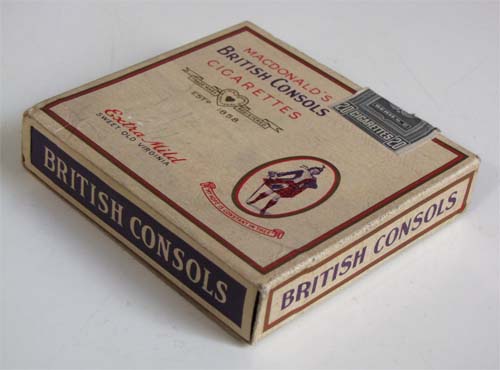 MACDONALD'S
BRITISH CONSOLS
CIGARETTES
ESTD 1858
Extra Mild
SWEET OLD VIRGINIA
20 CIGARETTES 20
BRITISH CONSOLS
BRITISH CONSOLS